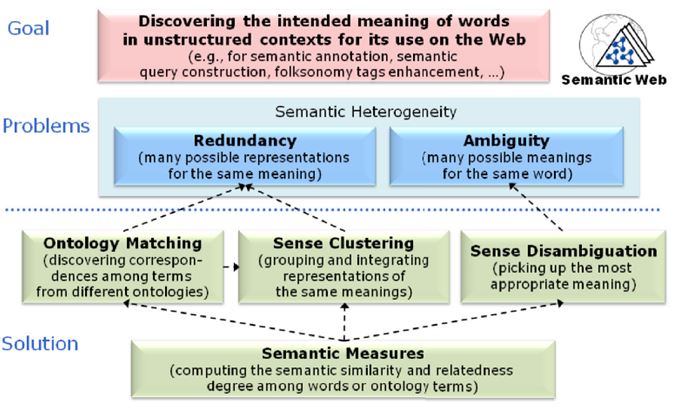 Goal
Discovering the intended meaning of words
in unstructured contexts for its use on the Web
(e.g., for semantic annotation, semantic
query construction, folksonomy tags enhancement, ...)
Semantic Web
Problems
Semantic Heterogeneity
Redundancy
(many possible representations
for the same meaning)
Ambiguity
(many possible meanings
for the same word)
Ontology Matching
(discovering correspon-
dences among terms
from different ontologies)
Sense Clustering
(grouping and integrating
representations of
the same meanings)
Sense Disambiguation
(picking up the most
appropriate meaning)
Solution
Semantic Measures
(computing the semantic similarity and relatedness
degree among words or ontology terms)